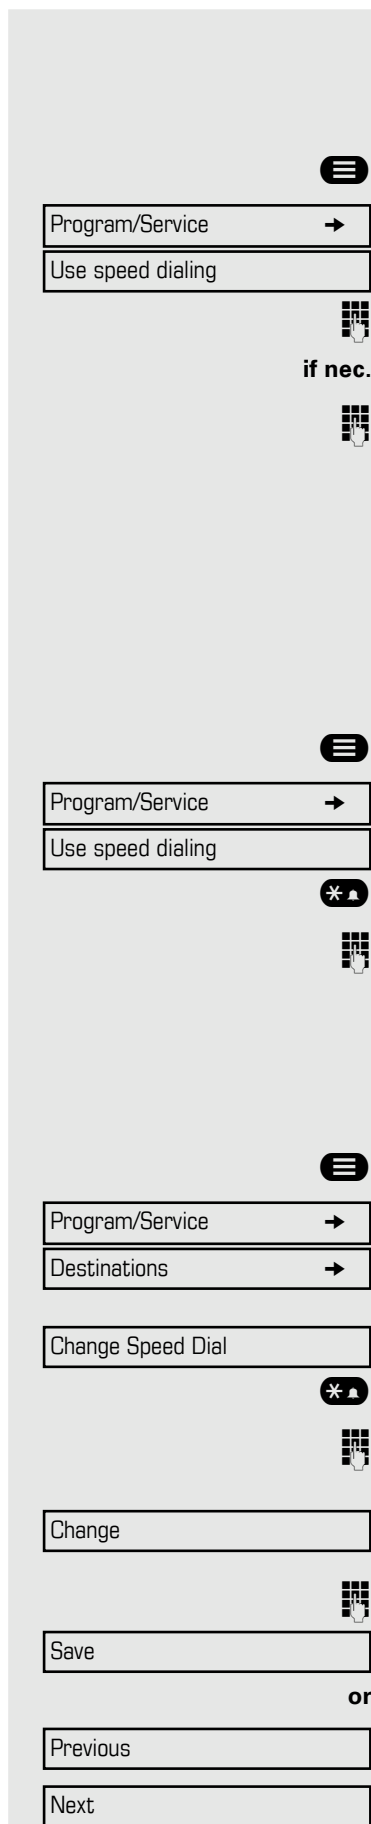 Program/Service
Use speed dialing
if nec.
Program/Service
Use speed dialing
Program/Service
Destinations
Change Speed Dial
Change
Save
or
Previous
Next